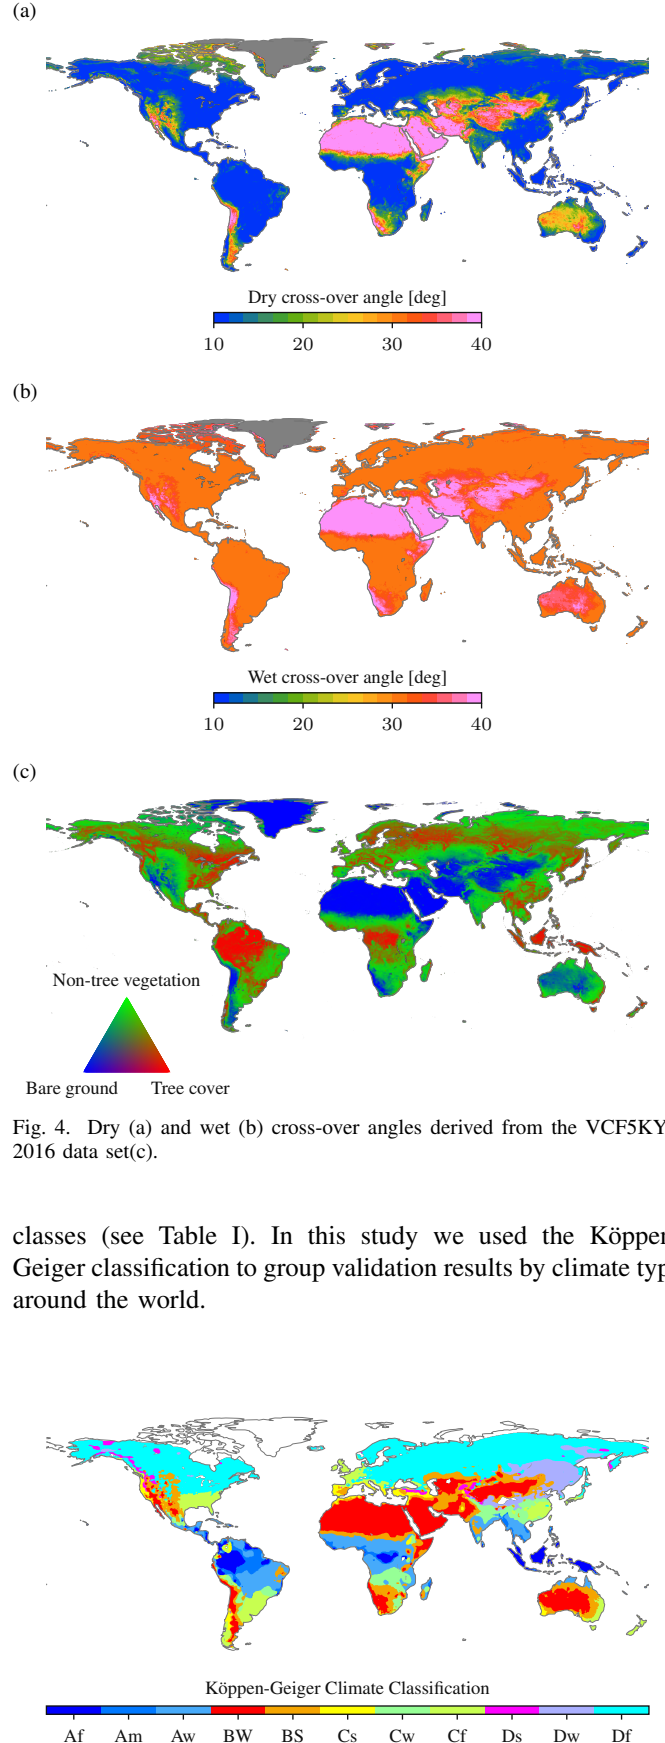 (a)
Dry cross-over angle [deg]
10 20 30 40
(b)
Wet cross-over angle [deg]
10 20 30 40
(c)
Non-tree vegetation
Bare ground Tree cover
Fig. 4. Dry (a) and wet (b) cross-over angles derived from the VCF5KY
2016 data set(c).
classes (see Table I). In this study we used the Köppen
Geiger classification to group validation results by climate typ
around the world.
Köppen-Geiger Climate Classification
Af Am Aw BW BS Cs Cw Cf Ds Dw Df